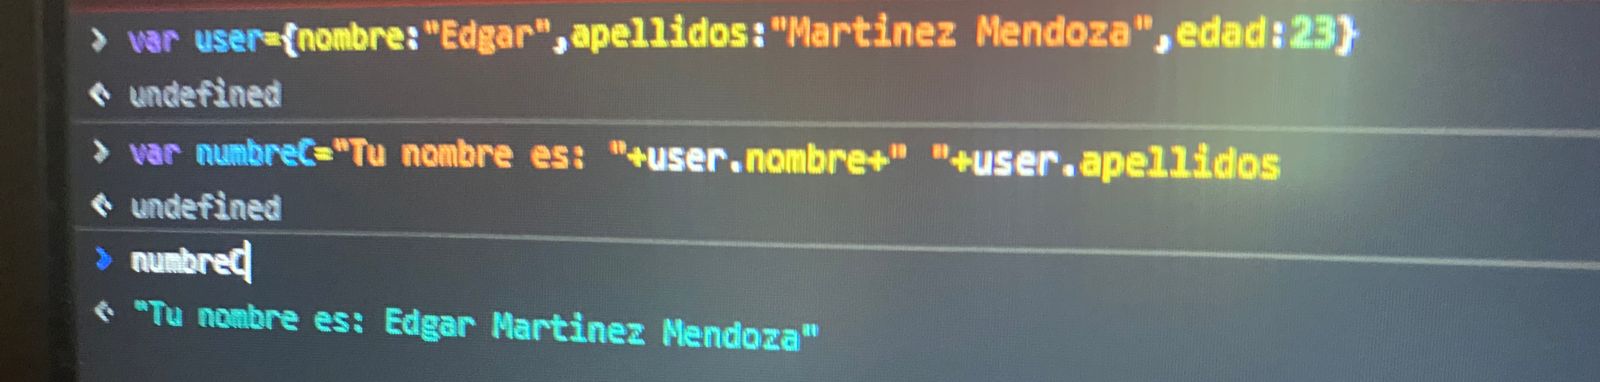 > var user={nombre:"Edgar",apellidos:"Martinez Mendoza",edad:23}
< undefined
> var numbreC="Tu nombre es: "+user.nombre+" "+user.apellidos
< undefined
> numbreC
< "Tu nombre es: Edgar Martinez Mendoza"